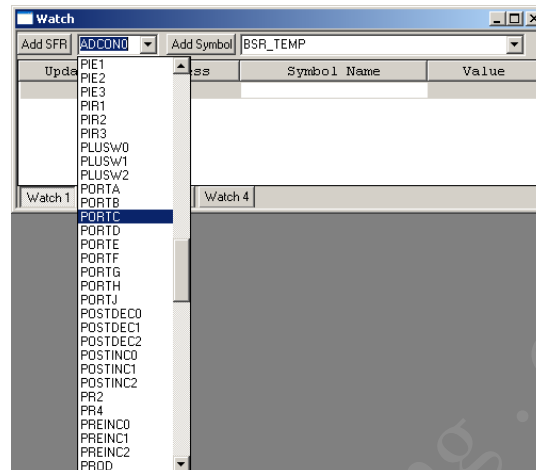 Watch
Add SFR ADCON0 Add Symbol BSR_TEMP
Upda ss Symbol Name Value
PIE1
PIE2
PIE3
PIR1
PIR2
PIR3
PLUSW0
PLUSW1
PLUSW2
PORTA
PORTB
PORTC
PORTD
PORTE
PORTF
PORTG
PORTH
PORTJ
POSTDEC0
POSTDEC1
POSTDEC2
POSTINC0
POSTINC1
POSTINC2
PR2
PR4
PREINC0
PREINC1
PREINC2
PROD
Watch 1 Watch 4